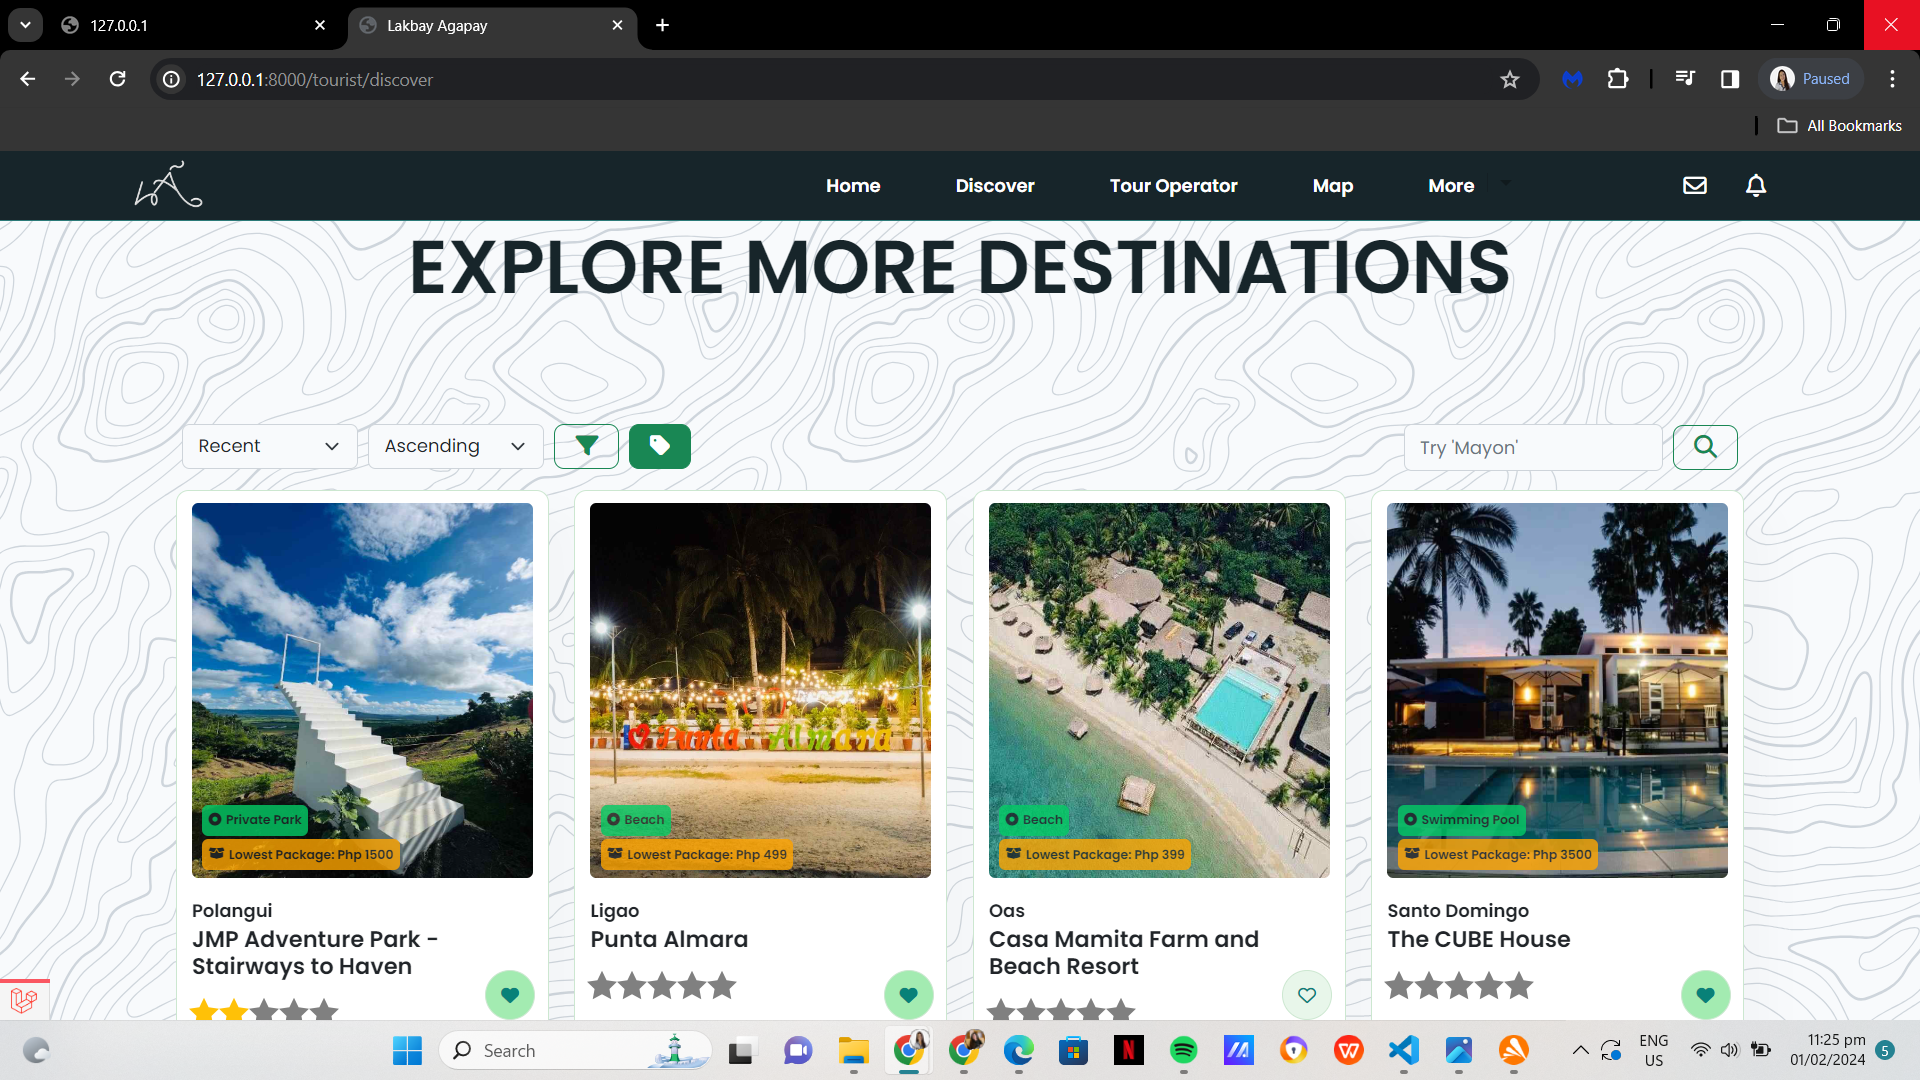 127.0.0.1
Lakbay Agapay
127.0.0.1:8000/tourist/discover
Paused
All Bookmarks
LA
Home
Discover
Tour Operator
Map
More
EXPLORE MORE DESTINATIONS
Recent
Ascending
Try 'Mayon'
Private Park
Lowest Package: Php 1500
Polangui
JMP Adventure Park -
Stairways to Haven
Punta Almara
Beach
Lowest Package: Php 499
Ligao
Punta Almara
Beach
Lowest Package: Php 399
Oas
Casa Mamita Farm and
Beach Resort
Swimming Pool
Lowest Package: Php 3500
Santo Domingo
The CUBE House
Search
N
W
ENG
US
11:25 pm
01/02/2024
5